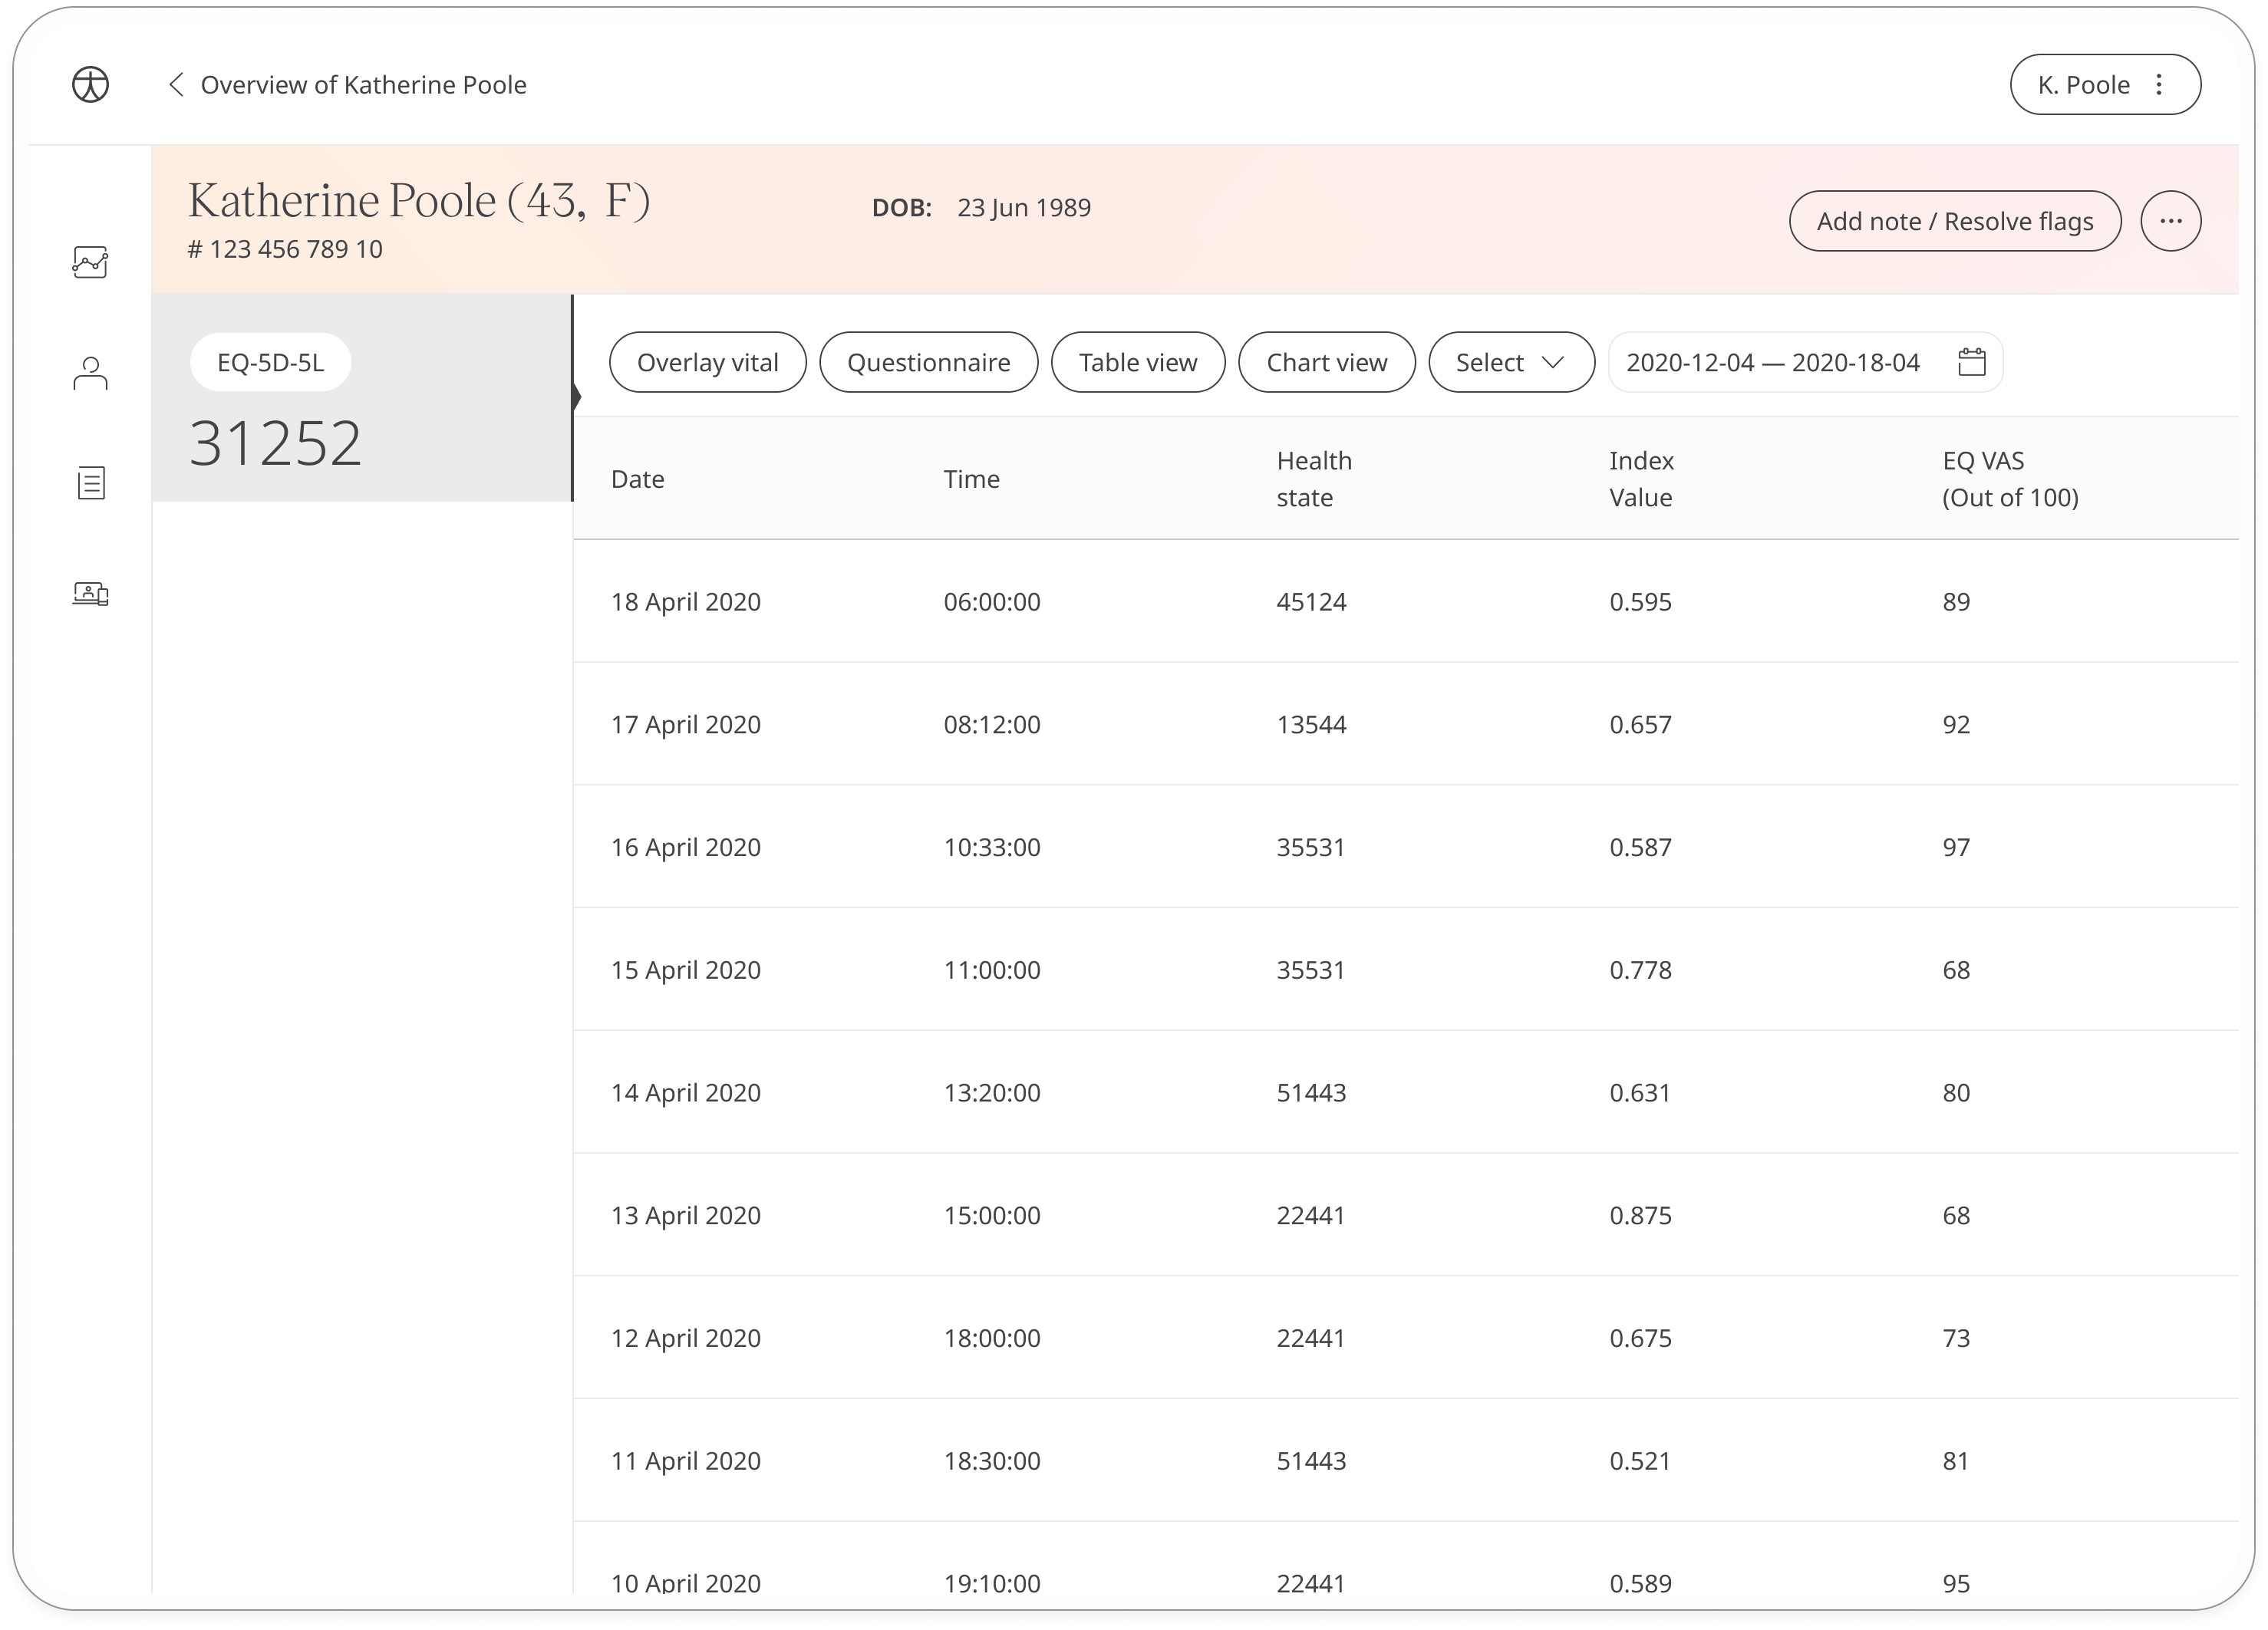 Overview of Katherine Poole
K. Poole
Katherine Poole (43, F)
DOB: 23 Jun 1989
# 123 456 789 10
Add note / Resolve flags
EQ-5D-5L
31252
Overlay vital Questionnaire Table view Chart view Select 2020-12-04 — 2020-18-04
Date Time Health state Index Value EQ VAS (Out of 100)
18 April 2020 06:00:00 45124 0.595 89
17 April 2020 08:12:00 13544 0.657 92
16 April 2020 10:33:00 35531 0.587 97
15 April 2020 11:00:00 35531 0.778 68
14 April 2020 13:20:00 51443 0.631 80
13 April 2020 15:00:00 22441 0.875 68
12 April 2020 18:00:00 22441 0.675 73
11 April 2020 18:30:00 51443 0.521 81
10 April 2020 19:10:00 22441 0.589 95